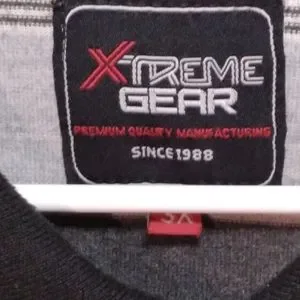 XTREME
GEAR
PREMIUM QUALITY MANUFACTURING
SINCE 1988
3X